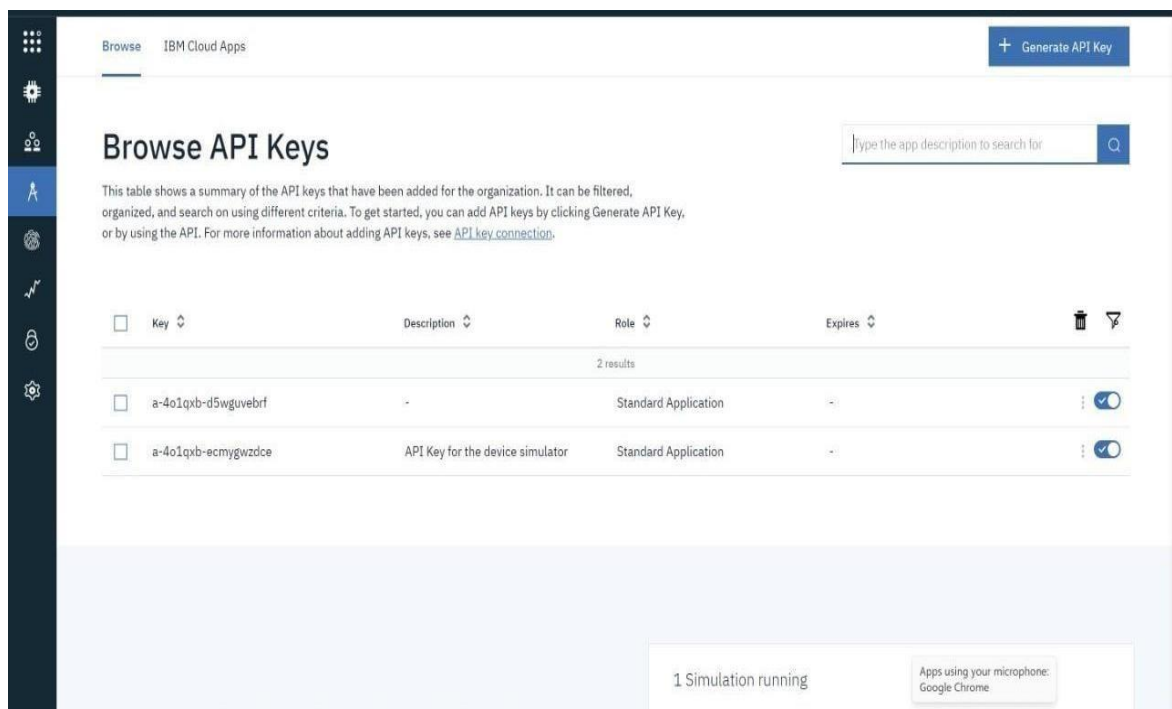 Browse IBM Cloud Apps
+ Generate API Key
Browse API Keys
Type the app description to search for
This table shows a summary of the API keys that have been added for the organization. It can be filtered,
organized, and search on using different criteria. To get started, you can add API keys by clicking Generate API Key,
or by using the API. For more information about adding API keys, see API key connection.
Key Description Role Expires
2 results
a-4o1qxb-d5wguvebrf - Standard Application -
a-4o1qxb-ecmygwzdce API Key for the device simulator Standard Application -
1 Simulation running
Apps using your microphone:
Google Chrome